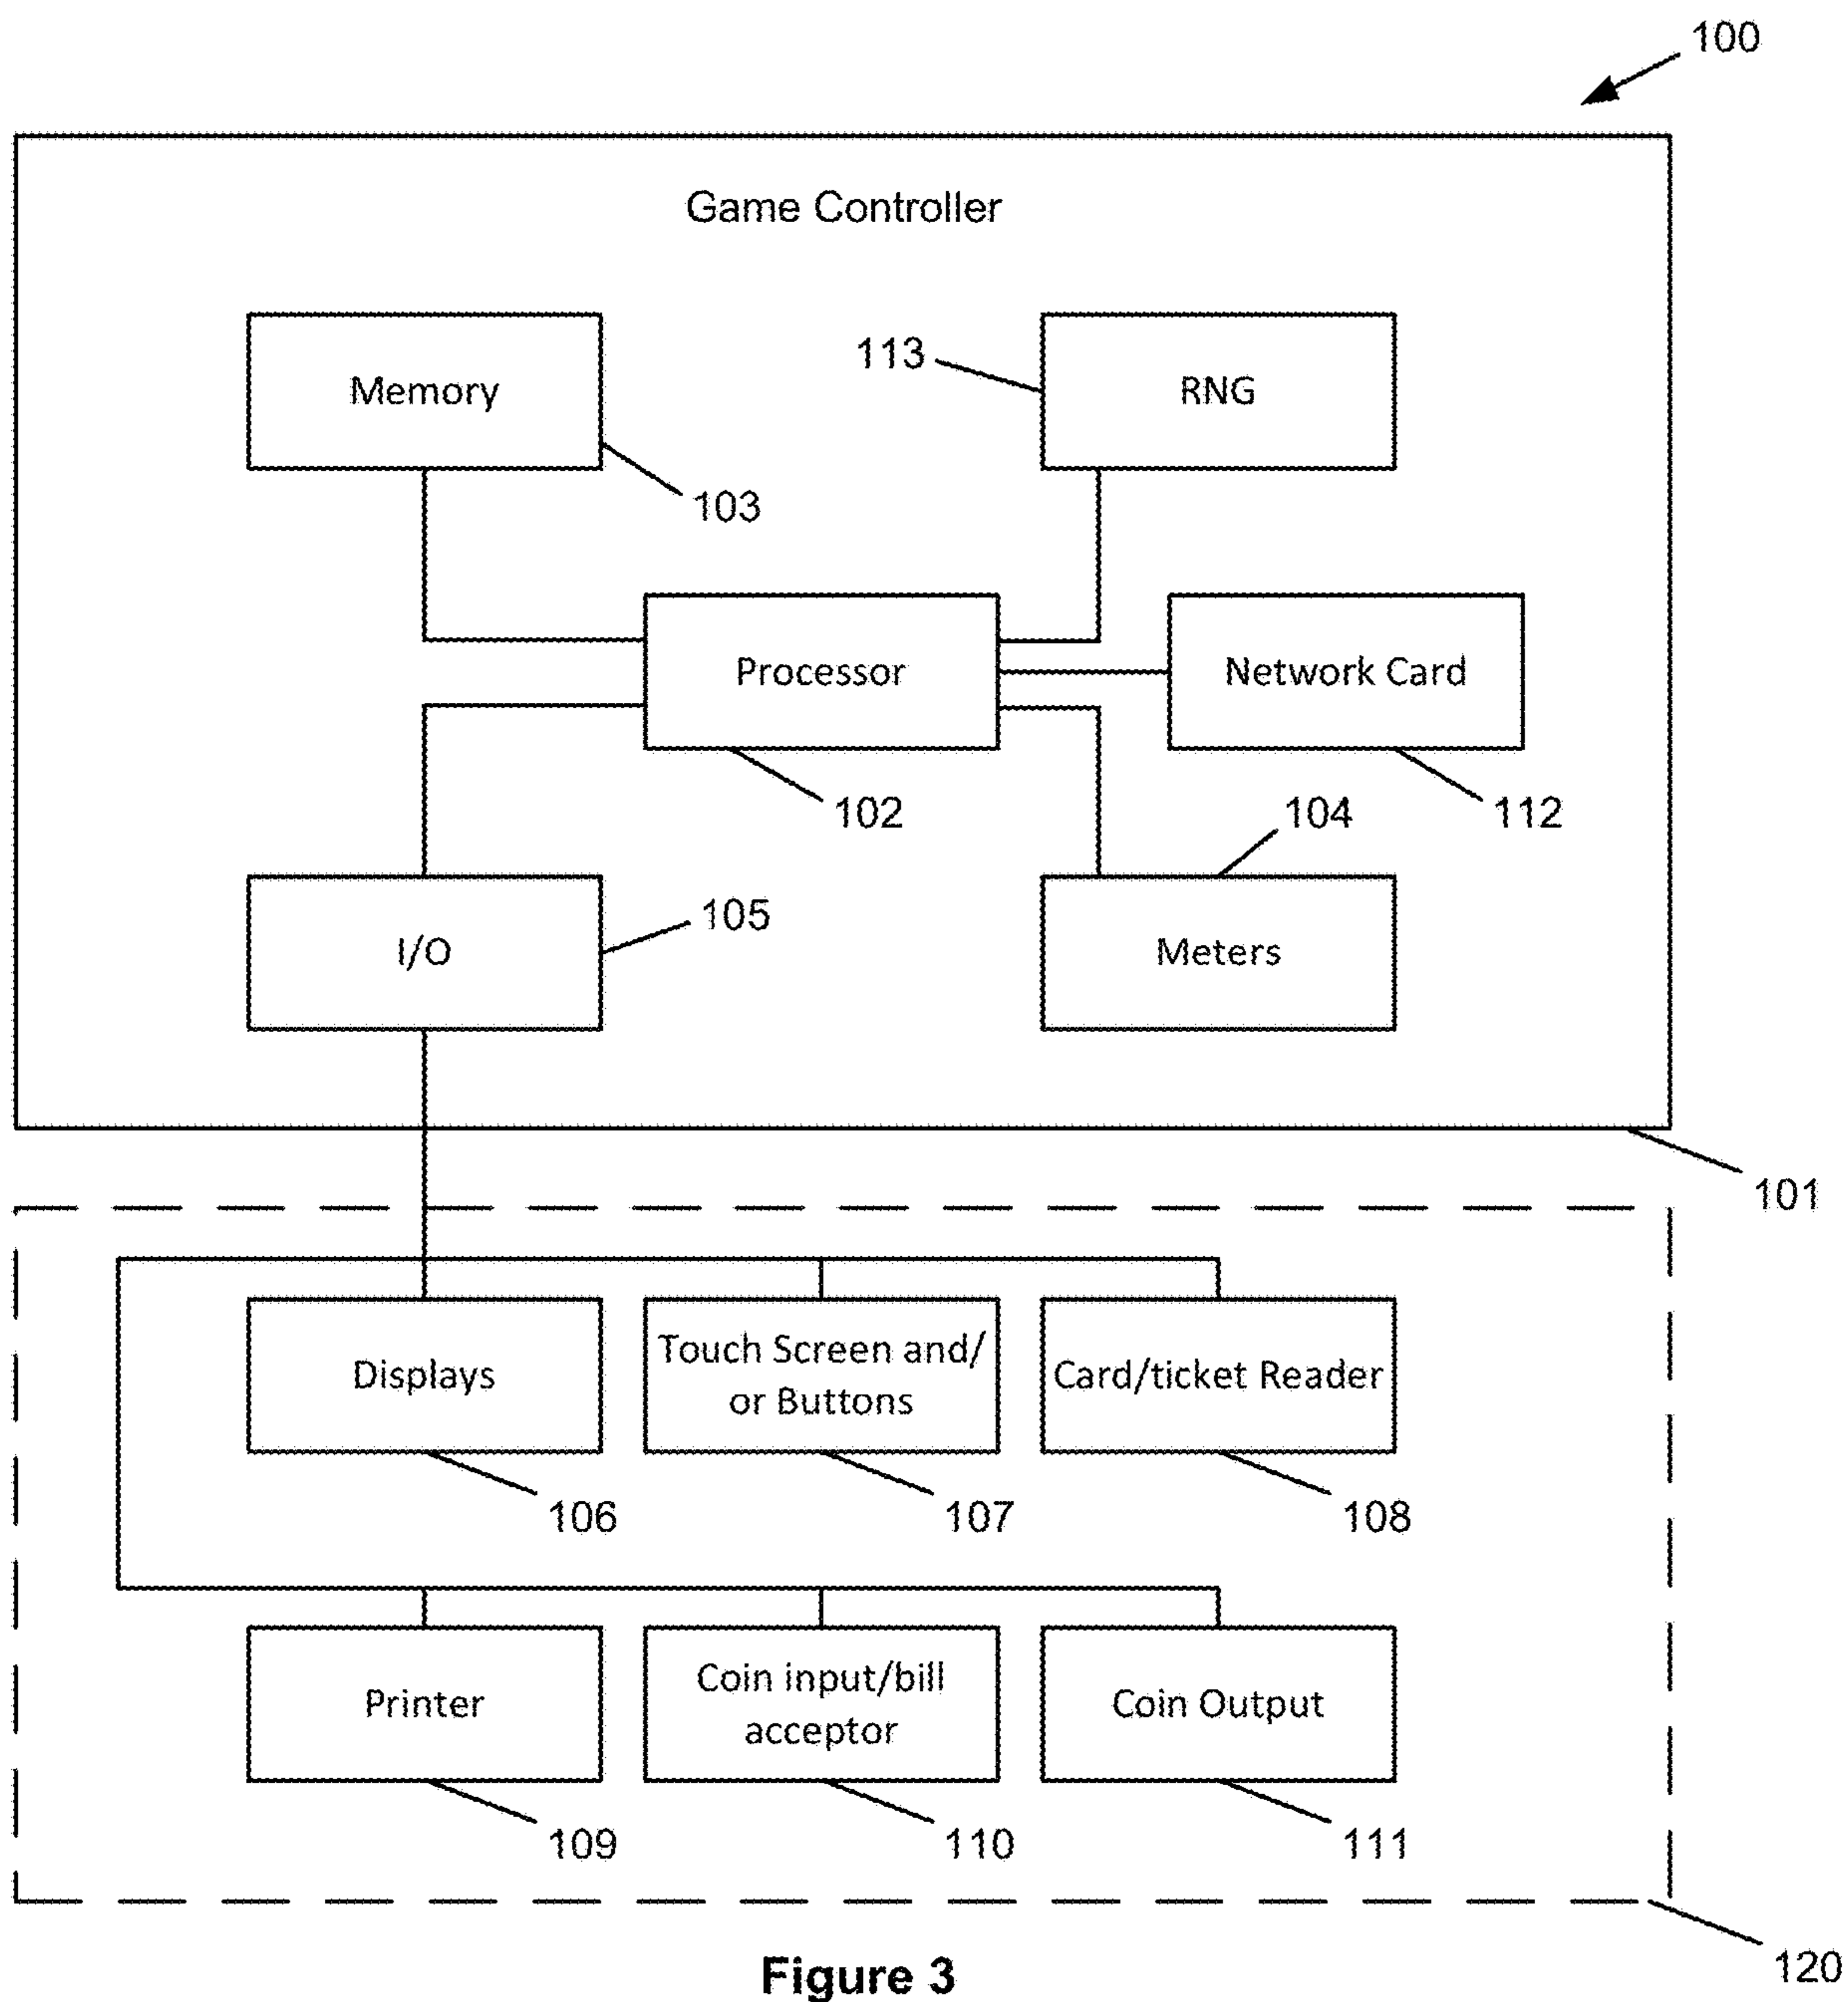 100
Game Controller
Memory
113
RNG
103
Processor
Network Card
102
104
112
105
I/O
Meters
101
Displays
Touch Screen and/
or Buttons
Card/ticket Reader
106
107
108
Printer
Coin input/bill
acceptor
Coin Output
109
110
111
120
Figure 3